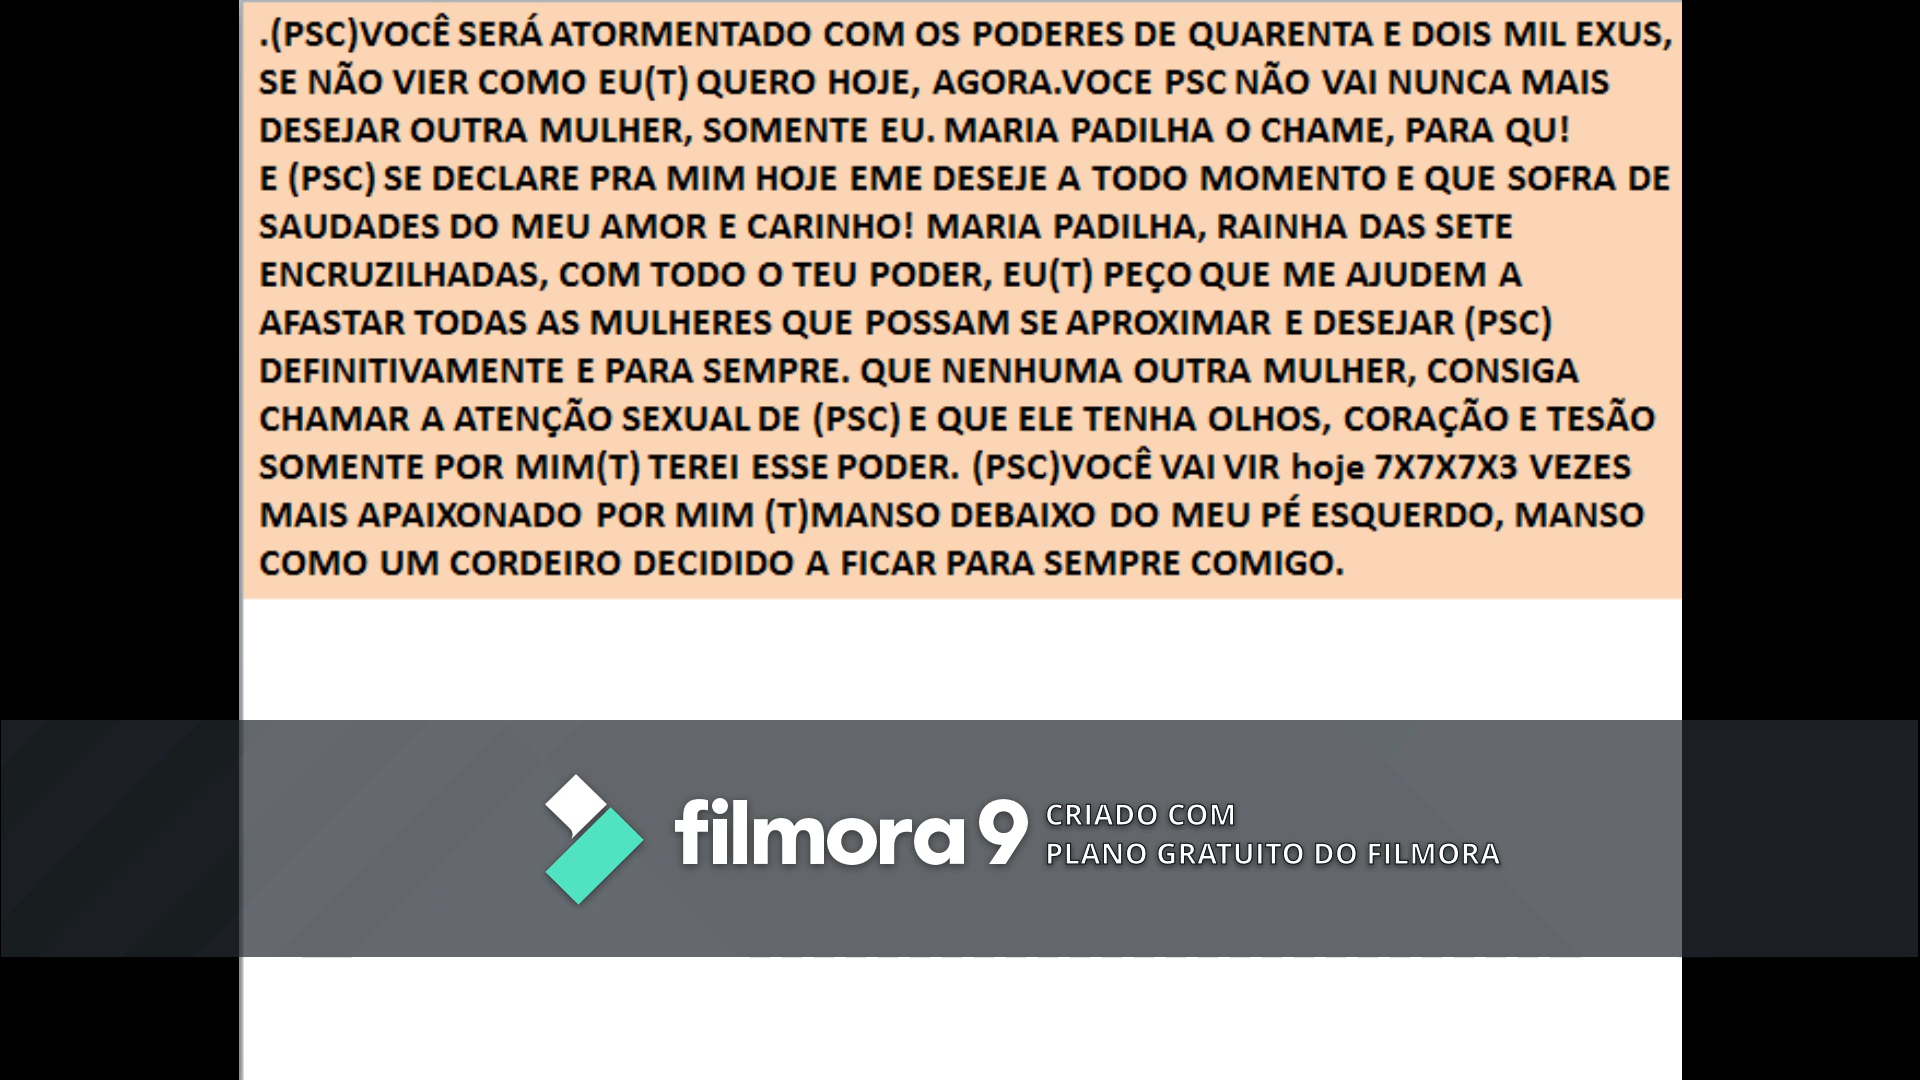 .(PSC)VOCÊ SERÁ ATORMENTADO COM OS PODERES DE QUARENTA E DOIS MIL EXUS,
SE NÃO VIER COMO EU(T) QUERO HOJE, AGORA.VOCE PSC NÃO VAI NUNCA MAIS
DESEJAR OUTRA MULHER, SOMENTE EU. MARIA PADILHA O CHAME, PARA QU!
E (PSC) SE DECLARE PRA MIM HOJE EME DESEJE A TODO MOMENTO E QUE SOFRA DE
SAUDADES DO MEU AMOR E CARINHO! MARIA PADILHA, RAINHA DAS SETE
ENCRUZILHADAS, COM TODO O TEU PODER, EU(T) PEÇO QUE ME AJUDEM A
AFASTAR TODAS AS MULHERES QUE POSSAM SE APROXIMAR E DESEJAR (PSC)
DEFINITIVAMENTE E PARA SEMPRE. QUE NENHUMA OUTRA MULHER, CONSIGA
CHAMAR A ATENÇÃO SEXUAL DE (PSC) E QUE ELE TENHA OLHOS, CORAÇÃO E TESÃO
SOMENTE POR MIM(T) TEREI ESSE PODER. (PSC)VOCÊ VAI VIR hoje 7X7X7X3 VEZES
MAIS APAIXONADO POR MIM (T)MANSO DEBAIXO DO MEU PÉ ESQUERDO, MANSO
COMO UM CORDEIRO DECIDIDO A FICAR PARA SEMPRE COMIGO.
filmora 9
CRIADO COM
PLANO GRATUITO DO FILMORA